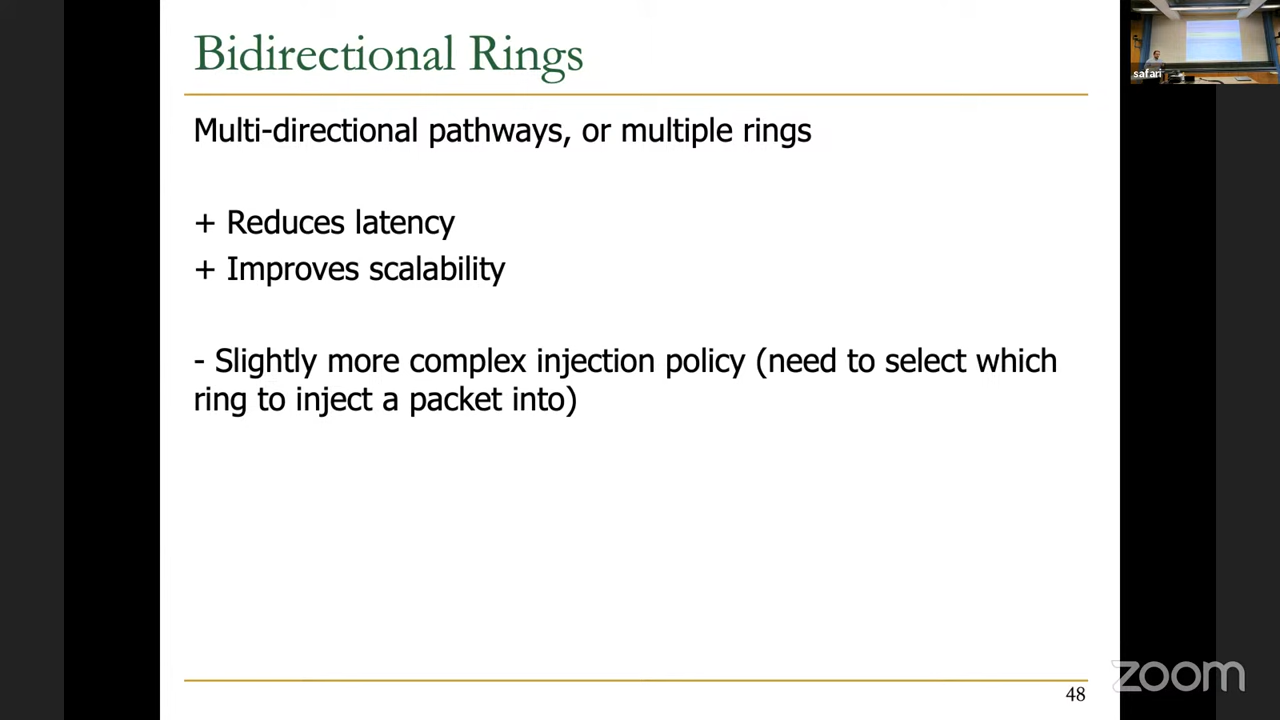 Bidirectional Rings
safari
Multi-directional pathways, or multiple rings
+ Reduces latency
+ Improves scalability
- Slightly more complex injection policy (need to select which
ring to inject a packet into)
zoom
48